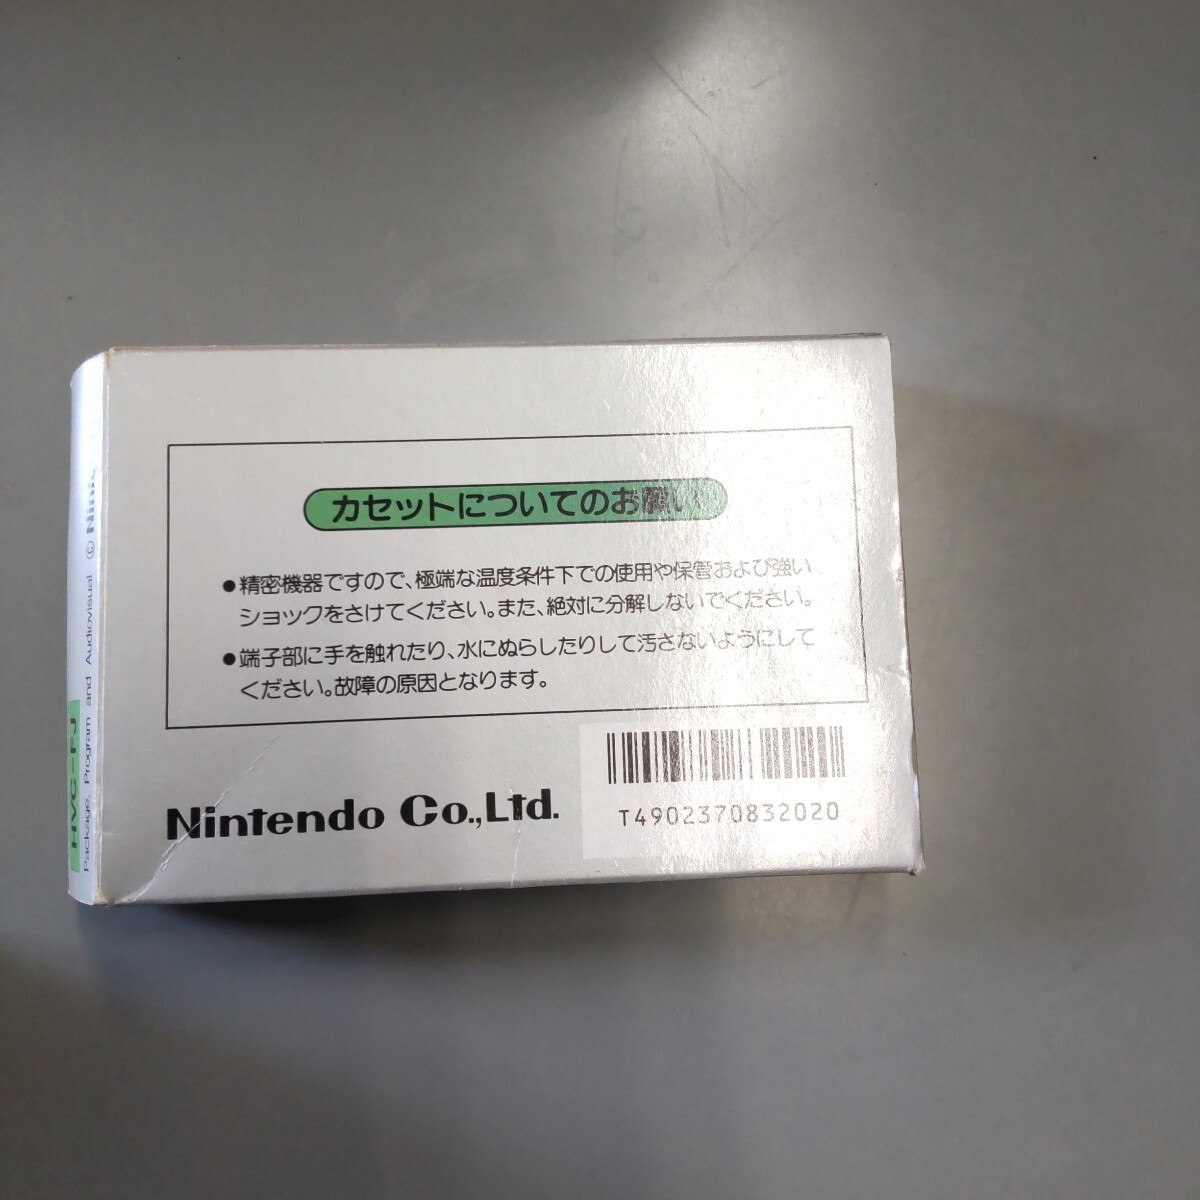 カセットについてのお願い
●精密機器ですので、極端な温度条件下での使用や保管および強い
ショックをさけてください。また、絶対に分解しないでください。
●端子部に手を触れたり、水にぬらしたりして汚さないようにして
ください。故障の原因となります。
Nintendo Co.,Ltd.
T4902370832020
HVC-FJ
Package, Program and Audiovisual ©